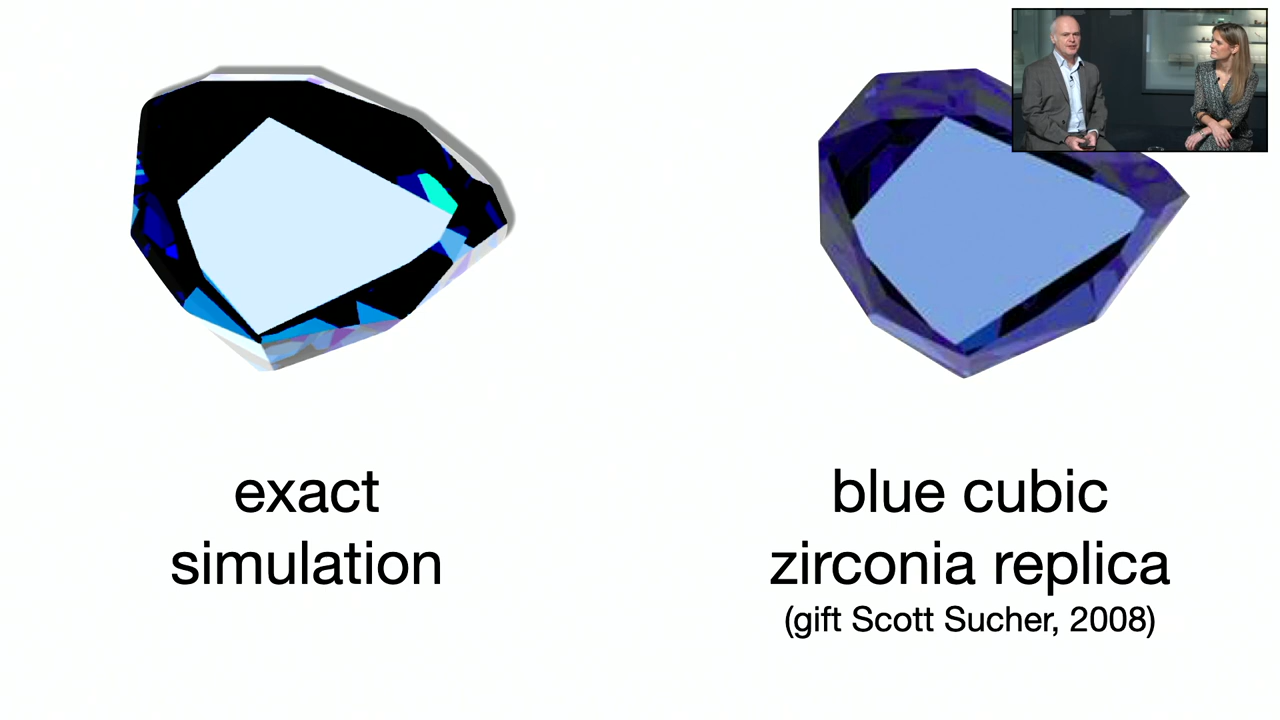 exact
simulation
blue cubic
zirconia replica
(gift Scott Sucher, 2008)